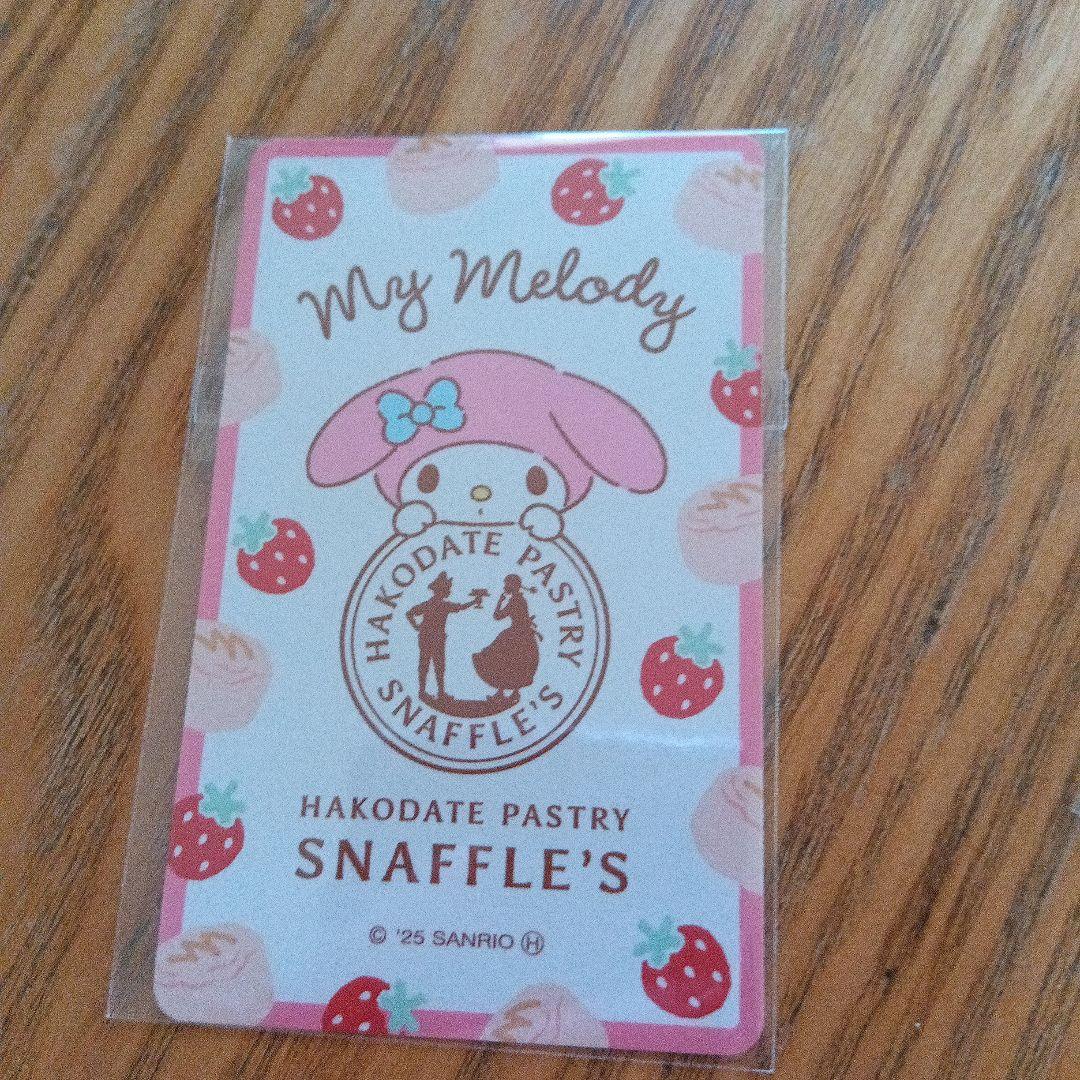 My Melody
HAKODATE PASTRY
SNAFFLE'S
HAKODATE PASTRY
SNAFFLE'S
© '25 SANRIO Ⓗ